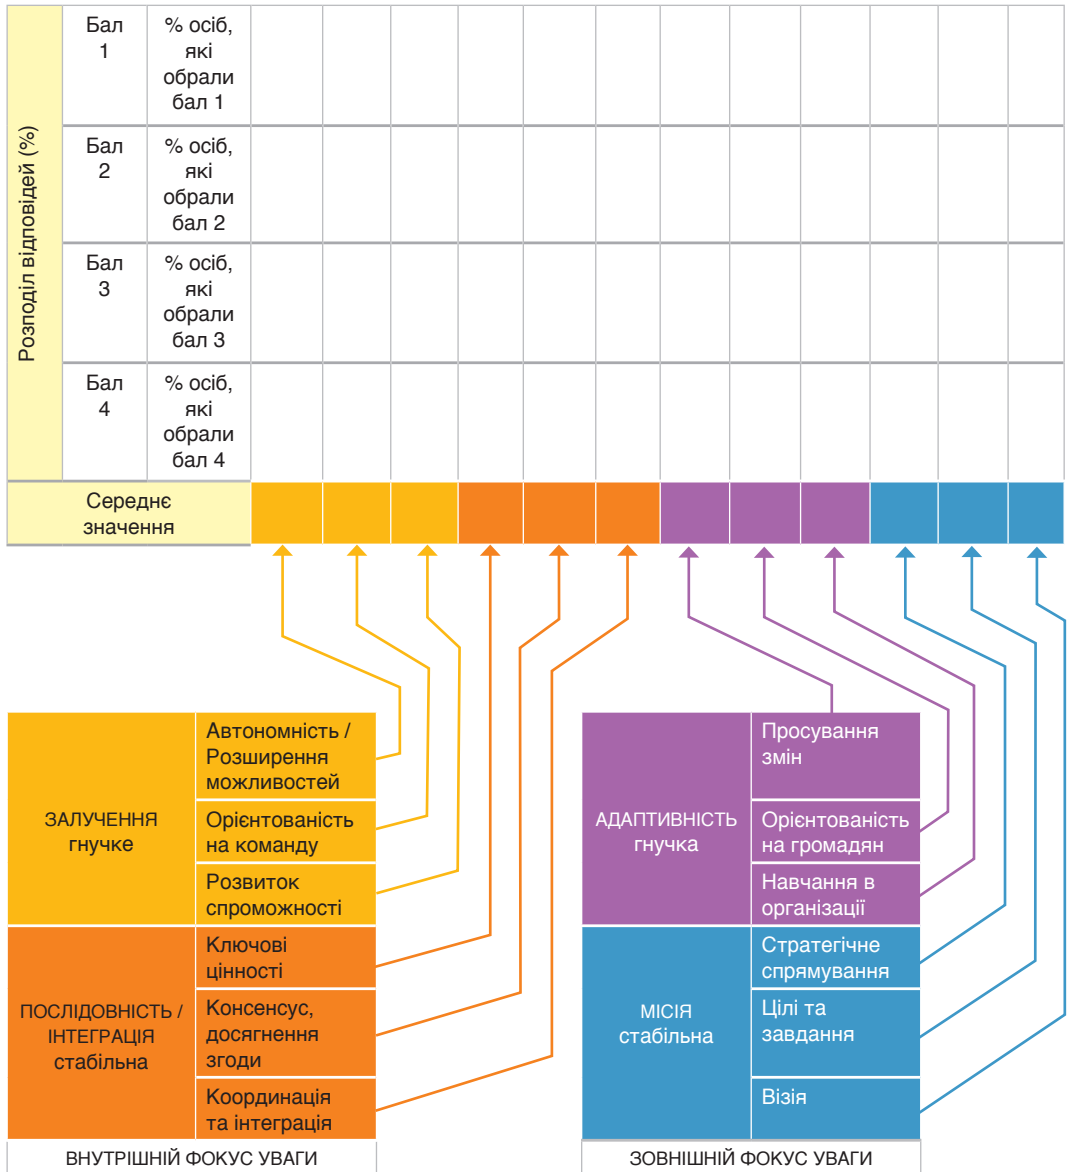 Розподіл відповідей (%)
Бал
1
% осіб,
які
обрали
бал 1
Бал
2
% осіб,
які
обрали
бал 2
Бал
3
% осіб,
які
обрали
бал 3
Бал
4
% осіб,
які
обрали
бал 4
Середнє
значення
ЗАЛУЧЕННЯ
гнучке
Автономність /
Розширення
можливостей
Орієнтованість
на команду
Розвиток
спроможності
ПОСЛІДОВНІСТЬ /
ІНТЕГРАЦІЯ
стабільна
Ключові
цінності
Консенсус,
досягнення
згоди
Координація
та інтеграція
ВНУТРІШНІЙ ФОКУС УВАГИ
АДАПТИВНІСТЬ
гнучка
Просування
змін
Орієнтованість
на громадян
Навчання в
організації
МІСІЯ
стабільна
Стратегічне
спрямування
Цілі та
завдання
Візія
ЗОВНІШНІЙ ФОКУС УВАГИ